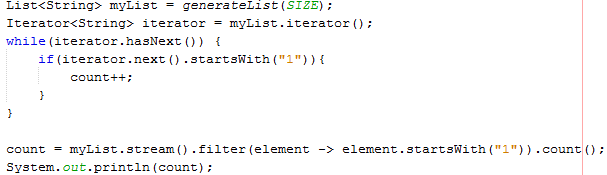 List<String> myList = generateList(SIZE);
Iterator<String> iterator = myList.iterator();
while(iterator.hasNext()) {
    if(iterator.next().startsWith("1")){
        count++;
    }
}

count = myList.stream().filter(element -> element.startsWith("1")).count();
System.out.println(count);